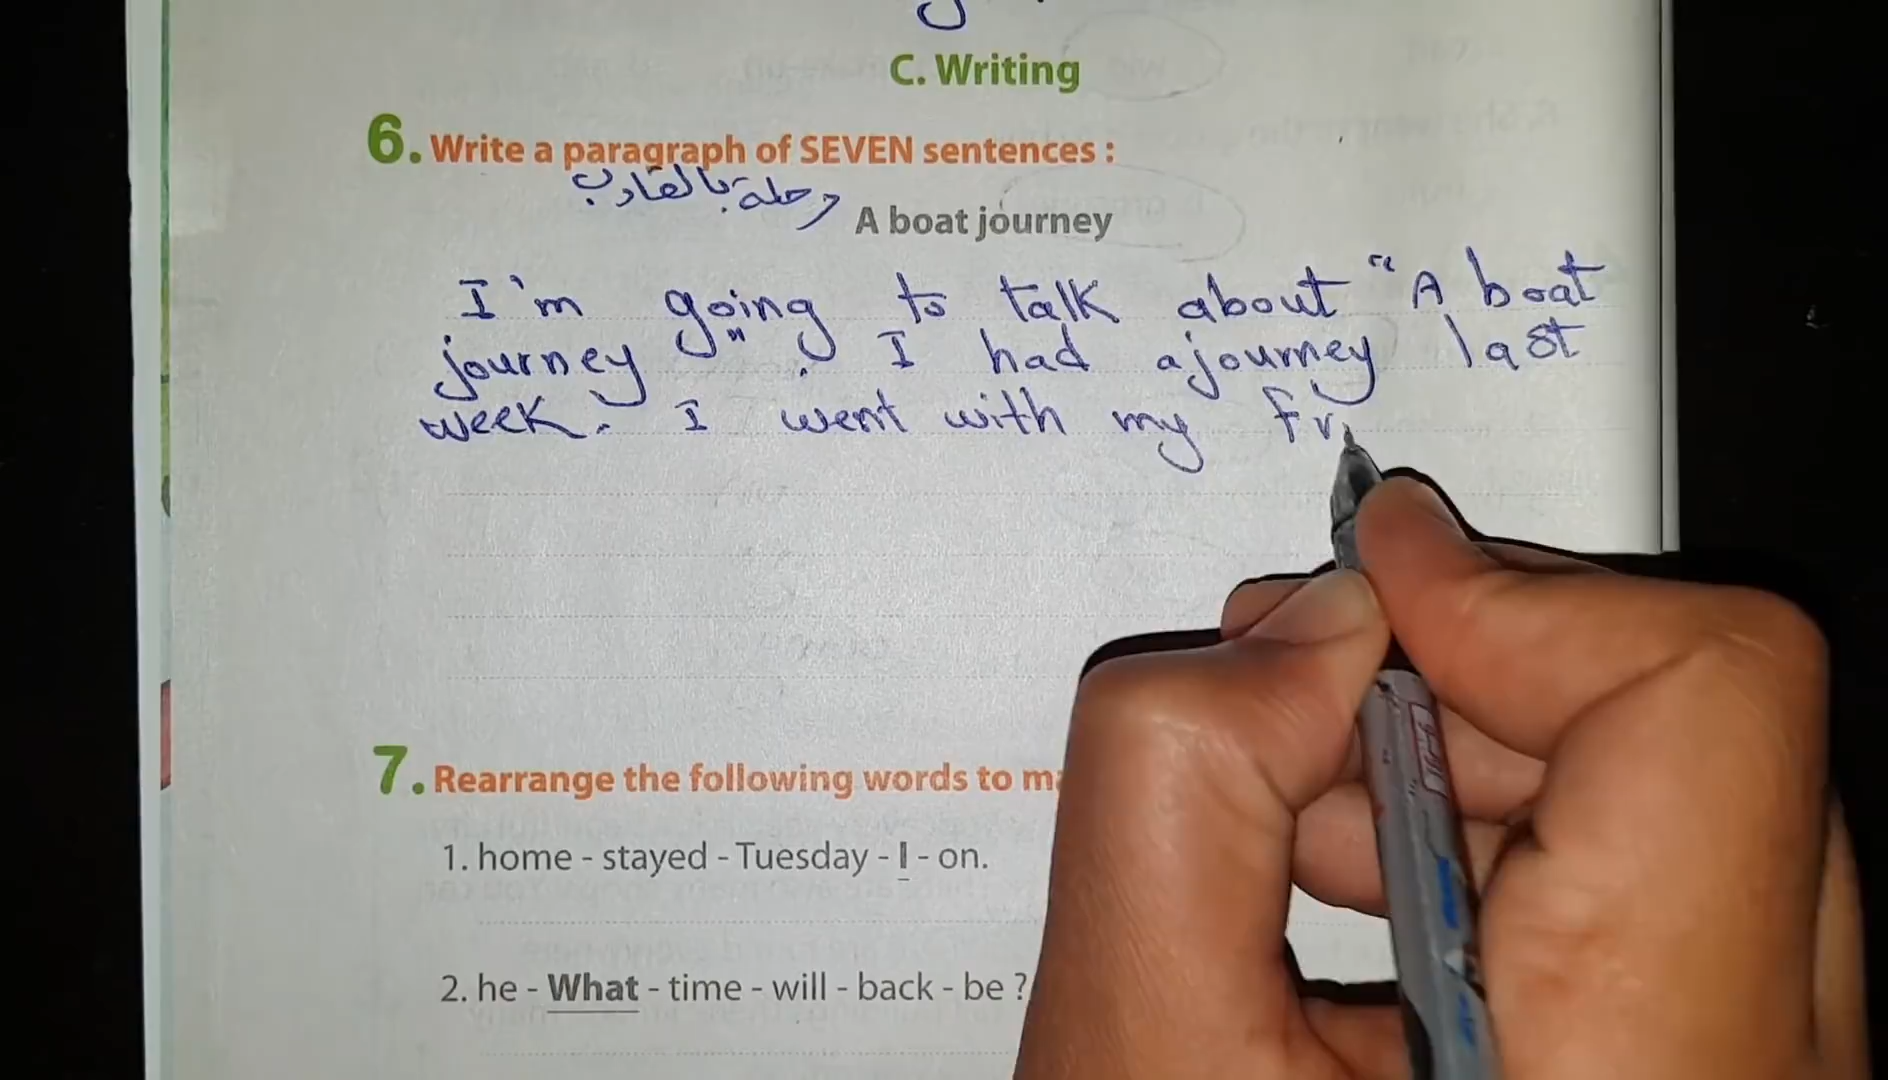 C. Writing
6. Write a paragraph of SEVEN sentences :
رحلة بالقارب
A boat journey
I'm going to talk about "A boat
journey". I had a journey last
week. I went with my fr
7. Rearrange the following words to ma
1. home - stayed - Tuesday - I - on.
2. he - What - time - will - back - be ?